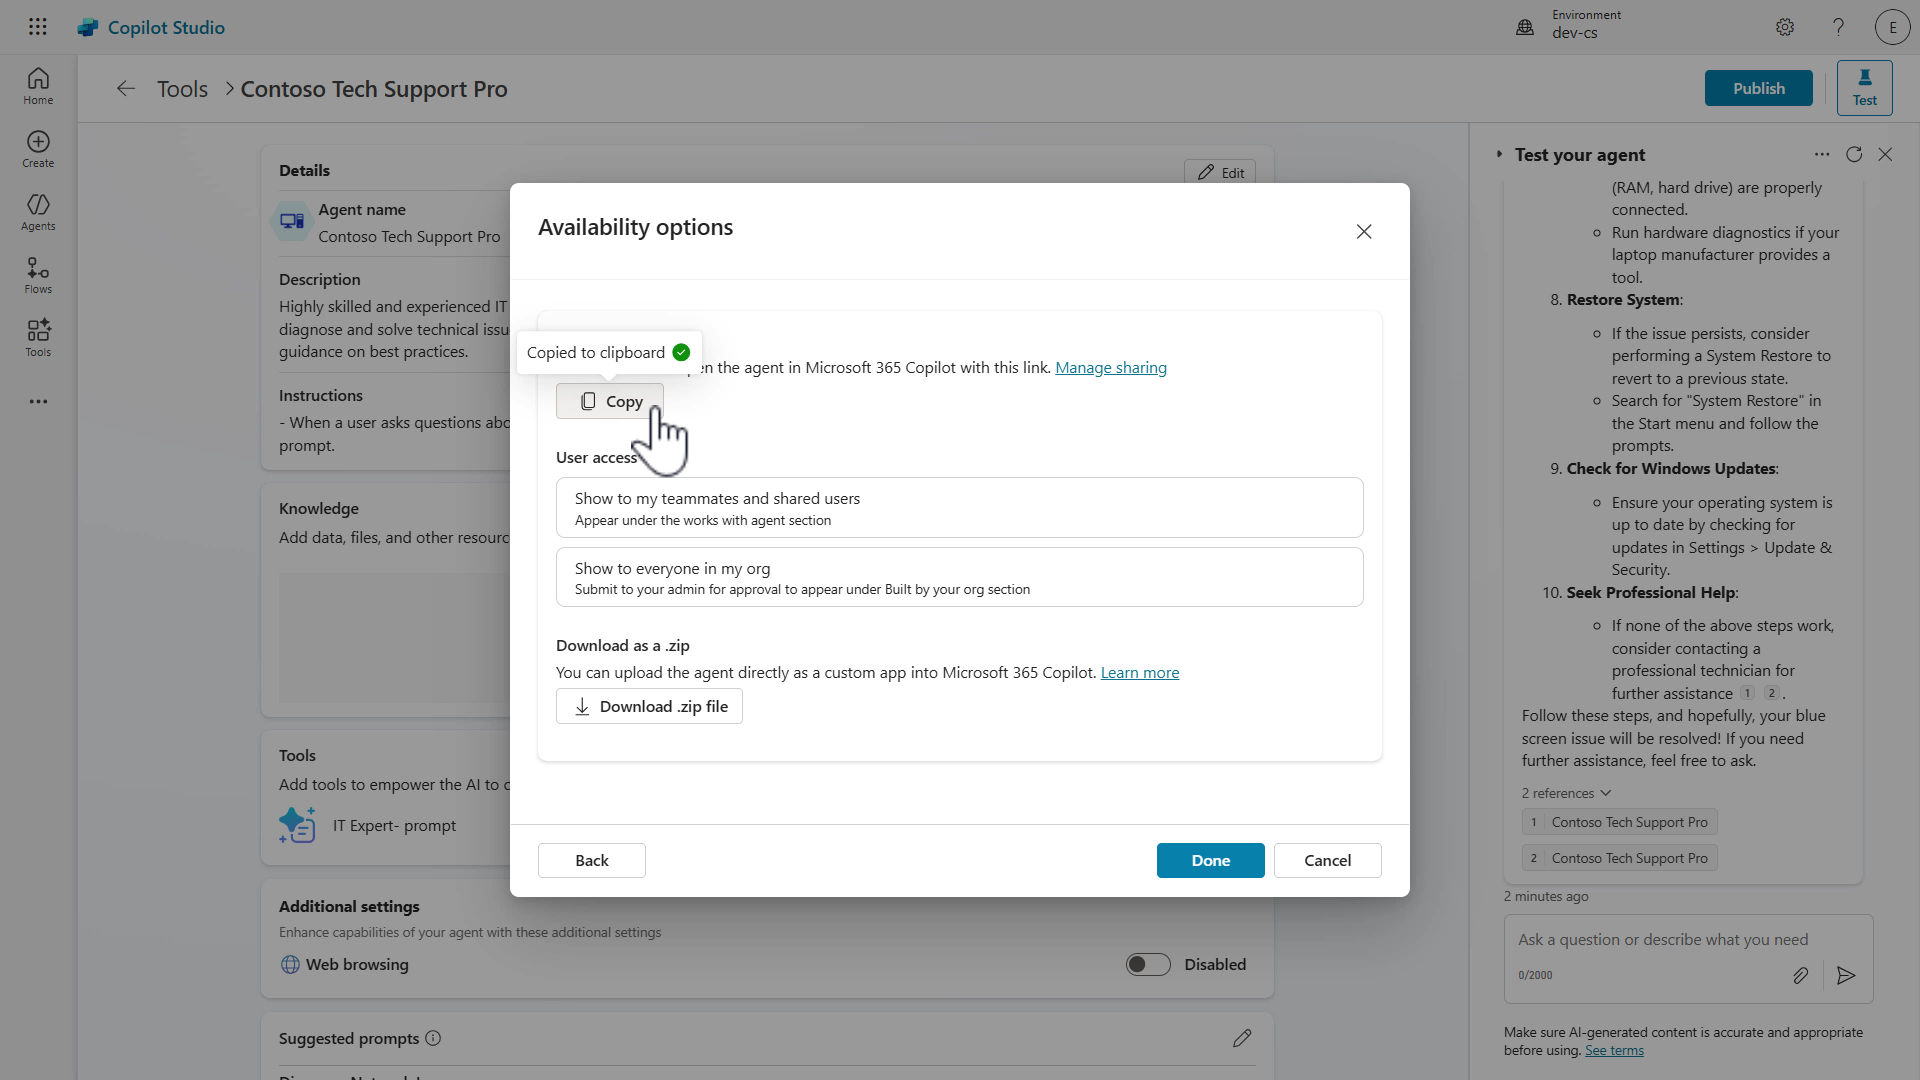 Copilot Studio
Environment
dev-cs
E
Home
Create
Agents
Flows
Tools
Tools > Contoso Tech Support Pro
Publish
Test
Details
Edit
Agent name
Contoso Tech Support Pro
Description
Highly skilled and experienced IT
diagnose and solve technical issu
guidance on best practices.
Instructions
- When a user asks questions abo
prompt.
Knowledge
Add data, files, and other resourc
Tools
Add tools to empower the AI to c
IT Expert- prompt
Additional settings
Enhance capabilities of your agent with these additional settings
Web browsing
Disabled
Suggested prompts
Availability options
Copied to clipboard
pen the agent in Microsoft 365 Copilot with this link. Manage sharing
Copy
User access
Show to my teammates and shared users
Appear under the works with agent section
Show to everyone in my org
Submit to your admin for approval to appear under Built by your org section
Download as a .zip
You can upload the agent directly as a custom app into Microsoft 365 Copilot. Learn more
Download .zip file
Back
Done
Cancel
Test your agent
(RAM, hard drive) are properly
connected.
Run hardware diagnostics if your
laptop manufacturer provides a
tool.
8. Restore System:
If the issue persists, consider
performing a System Restore to
revert to a previous state.
Search for "System Restore" in
the Start menu and follow the
prompts.
9. Check for Windows Updates:
Ensure your operating system is
up to date by checking for
updates in Settings > Update &
Security.
10. Seek Professional Help:
If none of the above steps work,
consider contacting a
professional technician for
further assistance 1 2 .
Follow these steps, and hopefully, your blue
screen issue will be resolved! If you need
further assistance, feel free to ask.
2 references
1 Contoso Tech Support Pro
2 Contoso Tech Support Pro
2 minutes ago
Ask a question or describe what you need
0/2000
Make sure AI-generated content is accurate and appropriate
before using. See terms